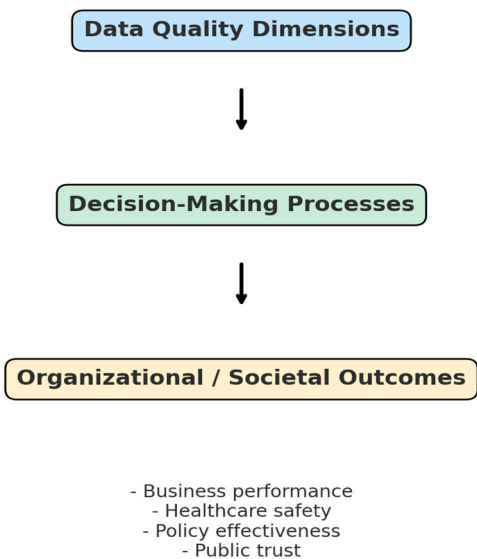 Data Quality Dimensions
Decision-Making Processes
Organizational / Societal Outcomes
- Business performance
- Healthcare safety
- Policy effectiveness
- Public trust